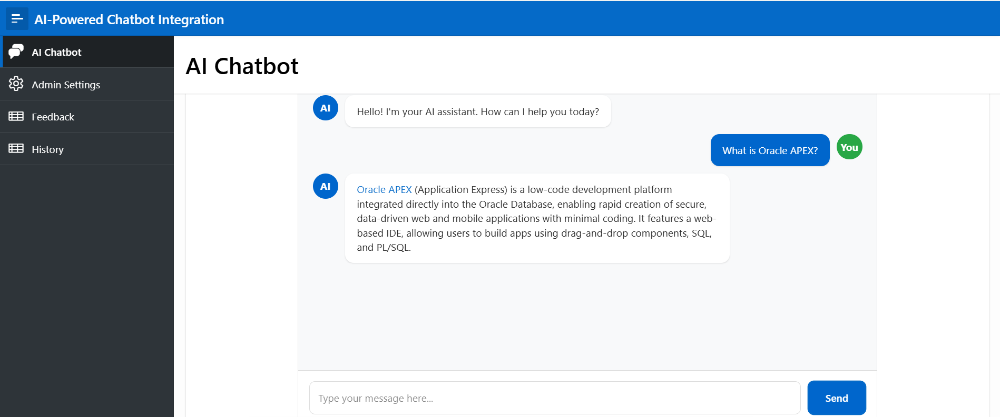 AI-Powered Chatbot Integration
AI Chatbot
Admin Settings
Feedback
History
AI Chatbot
AI
Hello! I'm your AI assistant. How can I help you today?
What is Oracle APEX?
You
AI
Oracle APEX (Application Express) is a low-code development platform
integrated directly into the Oracle Database, enabling rapid creation of secure,
data-driven web and mobile applications with minimal coding. It features a web-
based IDE, allowing users to build apps using drag-and-drop components, SQL,
and PL/SQL.
Type your message here...
Send